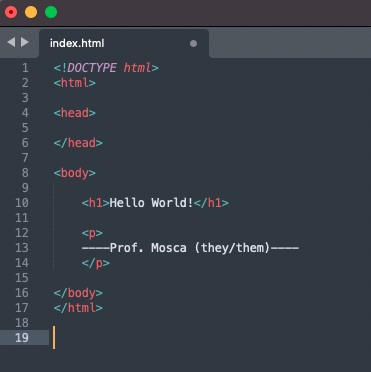 index.html
1 <!DOCTYPE html>
2 <html>
3
4 <head>
5
6 </head>
7
8 <body>
9
10 <h1>Hello World!</h1>
11
12 <p>
13 ----Prof. Mosca (they/them)----
14 </p>
15
16 </body>
17 </html>
18
19